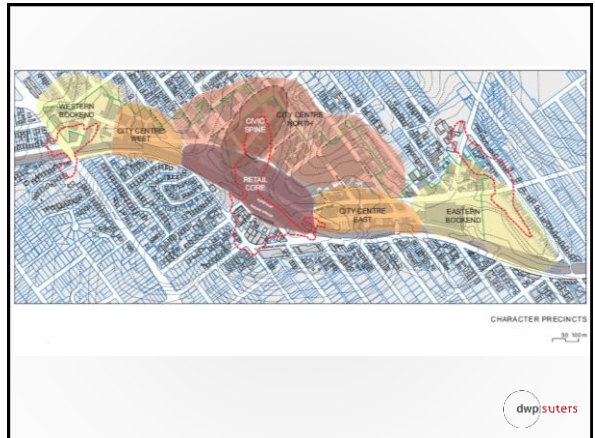 WESTERN
BOOKEND
CITY CENTRE
WEST
CIVIC
SPINE
CITY CENTRE
NORTH
RETAIL
CORE
CITY CENTRE
EAST
EASTERN
BOOKEND
CHARACTER PRECINCTS
50 100m
dwp|suters